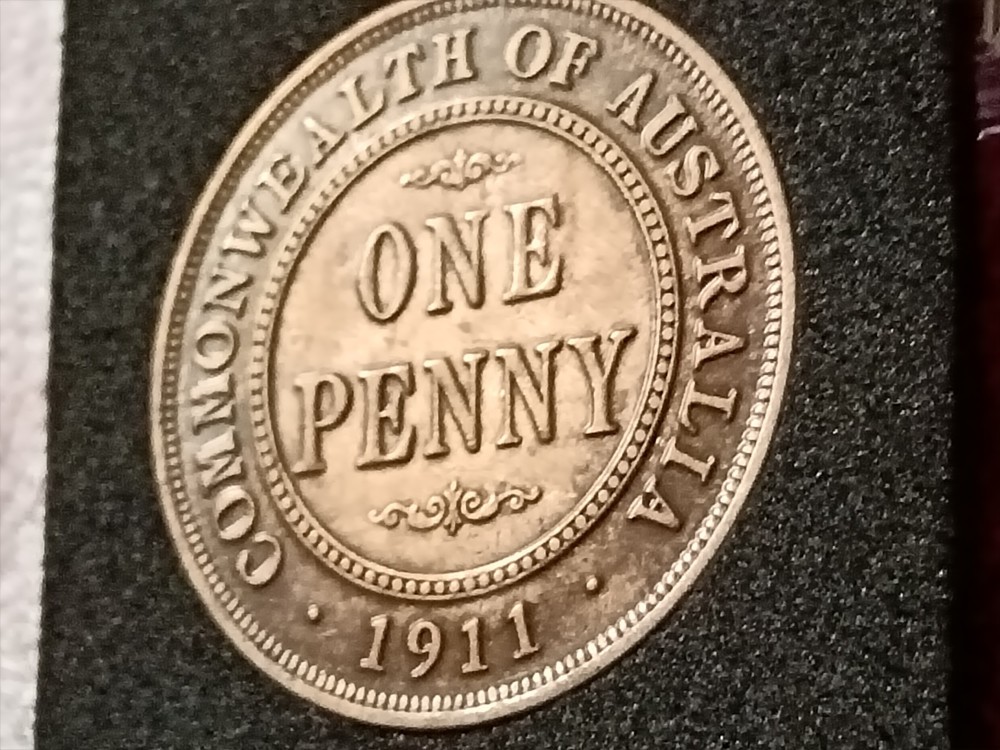 COMMONWEALTH OF AUSTRALIA
ONE
PENNY
1911